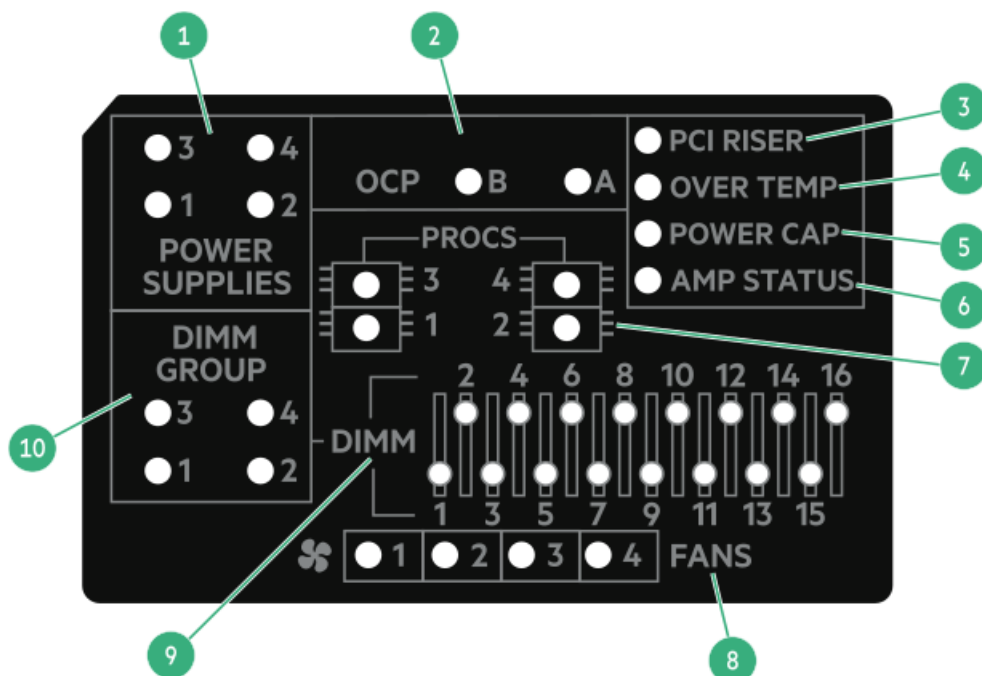 1
2
3
4
5
6
7
8
9
10
3 4
1 2
POWER
SUPPLIES
OCP B A
PCI RISER
OVER TEMP
POWER CAP
AMP STATUS
PROCS
3 4
1 2
DIMM
GROUP
3 4
1 2
DIMM
2 4 6 8 10 12 14 16
1 3 5 7 9 11 13 15
1 2 3 4 FANS